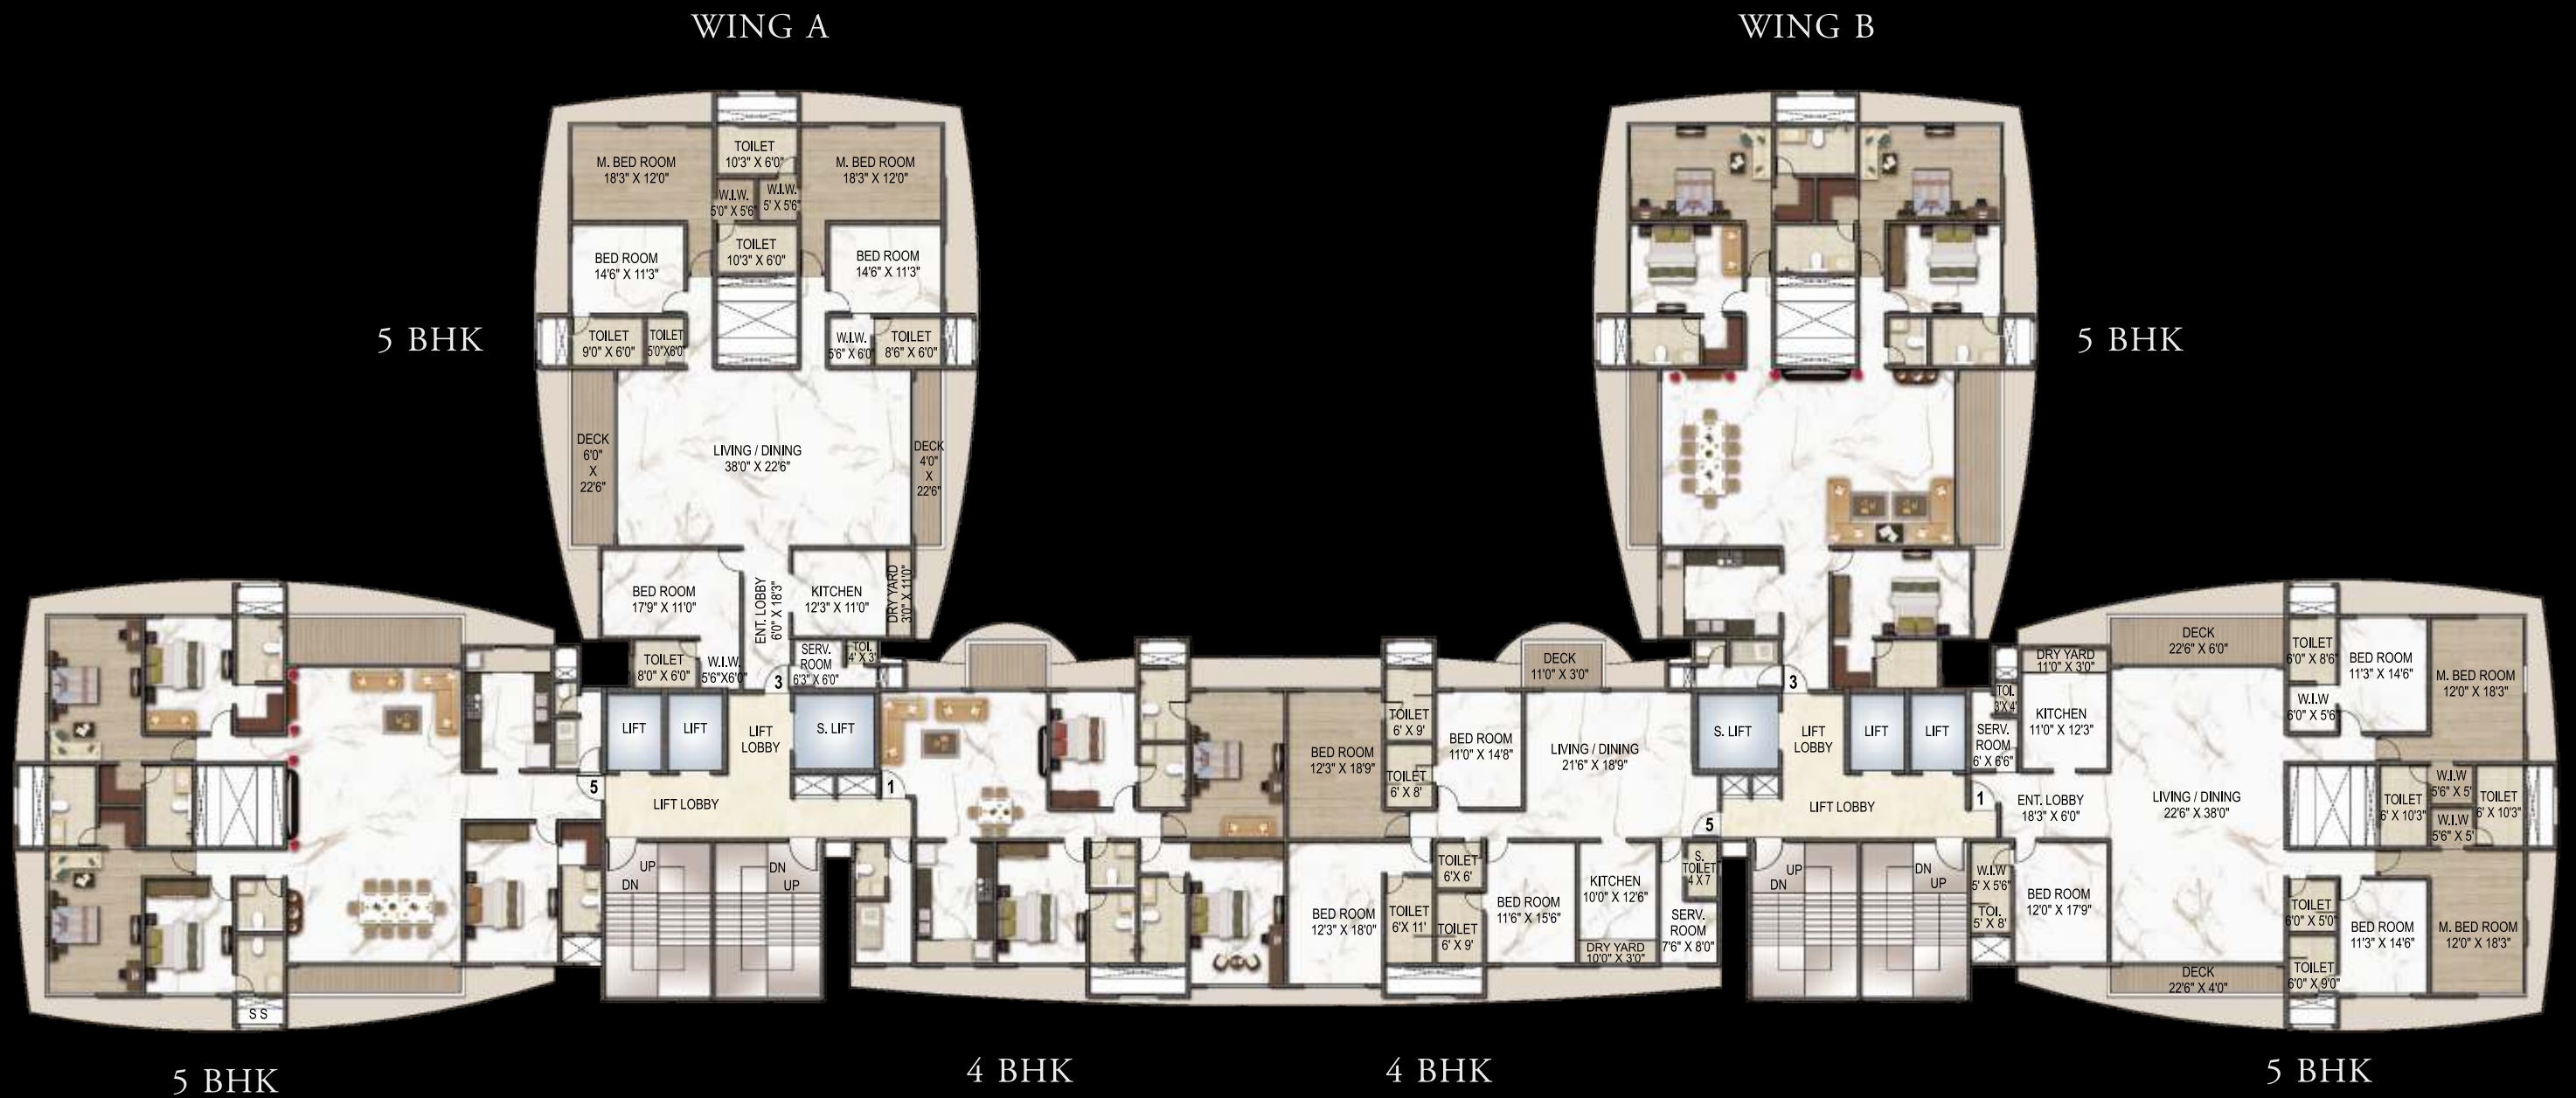 WING A
WING B
5 BHK
TOILET
10'3" X 6'0"
M. BED ROOM
18'3" X 12'0"
M. BED ROOM
18'3" X 12'0"
W.I.W.
5'0" X 5'6"
W.I.W.
5' X 5'6"
TOILET
10'3" X 6'0"
BED ROOM
14'6" X 11'3"
BED ROOM
14'6" X 11'3"
TOILET
9'0" X 6'0"
TOILET
5'0"X6'0"
W.I.W.
5'6" X 6'0"
TOILET
8'6" X 6'0"
DECK
6'0"
X
22'6"
LIVING / DINING
38'0" X 22'6"
DECK
4'0"
X
22'6"
BED ROOM
17'9" X 11'0"
ENT. LOBBY
6'0" X 18'3"
KITCHEN
12'3" X 11'0"
DRY YARD
3'0" X 11'0"
TOILET
8'0" X 6'0"
W.I.W.
5'6"X6'0"
SERV.
ROOM
6'3" X 6'0"
TOI.
4' X 3'
3
5 BHK
LIFT
LIFT
LIFT
LOBBY
S. LIFT
5
LIFT LOBBY
1
UP
DN
DN
UP
S S
5 BHK
4 BHK
DECK
11'0" X 3'0"
BED ROOM
12'3" X 18'9"
TOILET
6' X 9'
TOILET
6' X 8'
BED ROOM
11'0" X 14'8"
LIVING / DINING
21'6" X 18'9"
BED ROOM
12'3" X 18'0"
TOILET
6'X 11'
TOILET
6'X 6'
TOILET
6' X 9'
BED ROOM
11'6" X 15'6"
KITCHEN
10'0" X 12'6"
DRY YARD
10'0" X 3'0"
S.
TOILET
4 X 7
SERV.
ROOM
7'6" X 8'0"
4 BHK
3
S. LIFT
LIFT
LOBBY
LIFT
LIFT
5
LIFT LOBBY
1
UP
DN
DN
UP
DRY YARD
11'0" X 3'0"
TOI.
3'X 4'
SERV.
ROOM
6' X 6'6"
KITCHEN
11'0" X 12'3"
ENT. LOBBY
18'3" X 6'0"
W.I.W
5' X 5'6"
TOI.
5' X 8'
BED ROOM
12'0" X 17'9"
DECK
22'6" X 6'0"
LIVING / DINING
22'6" X 38'0"
DECK
22'6" X 4'0"
TOILET
6'0" X 8'6"
W.I.W
6'0" X 5'6"
BED ROOM
11'3" X 14'6"
M. BED ROOM
12'0" X 18'3"
TOILET
6' X 10'3"
W.I.W
5'6" X 5'
W.I.W
5'6" X 5'
TOILET
6' X 10'3"
TOILET
6'0" X 5'0"
TOILET
6'0" X 9'0"
BED ROOM
11'3" X 14'6"
M. BED ROOM
12'0" X 18'3"
5 BHK